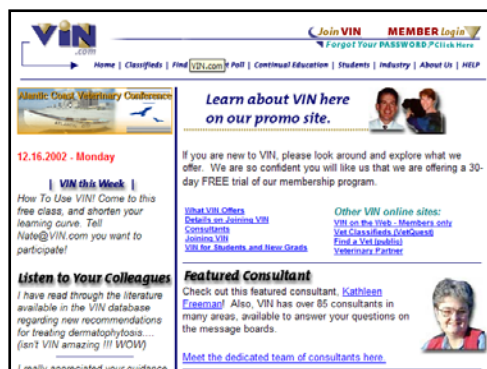 VIN
.com
Join VIN MEMBER Login
Forgot Your PASSWORD? Click Here
Home | Classifieds | Find VIN.com t Poll | Continual Education | Students | Industry | About Us | HELP
Atlantic Coast Veterinary Conference
Learn about VIN here
on our promo site.
12.16.2002 - Monday
If you are new to VIN, please look around and explore what we
offer. We are so confident you will like us that we are offering a 30-
day FREE trial of our membership program.
| VIN this Week |
How To Use VIN! Come to this
free class, and shorten your
learning curve. Tell
Nate@VIN.com you want to
participate!
What VIN Offers
Details on Joining VIN
Consultants
Joining VIN
VIN for Students and New Grads
Other VIN online sites:
VIN on the Web - Members only
Vet Classifieds (VetQuest)
Find a Vet (public)
Veterinary Partner
Listen to Your Colleagues
I have read through the literature
available in the VIN database
regarding new recommendations
for treating dermatophytosis....
(isn't VIN amazing !!! WOW)
I really appreciated your guidance
Featured Consultant
Check out this featured consultant, Kathleen
Freeman! Also, VIN has over 85 consultants in
many areas, available to answer your questions on
the message boards.
Meet the dedicated team of consultants here.